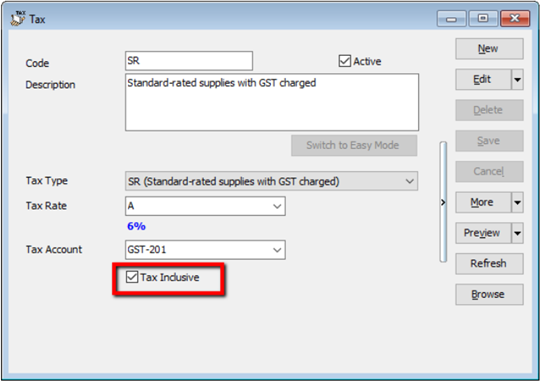 TAX
Tax
Code
SR
Active
New
Description
Standard-rated supplies with GST charged
Edit
Delete
Switch to Easy Mode
Save
Cancel
Tax Type
SR (Standard-rated supplies with GST charged)
Tax Rate
A
More
6%
Preview
Tax Account
GST-201
Tax Inclusive
Refresh
Browse